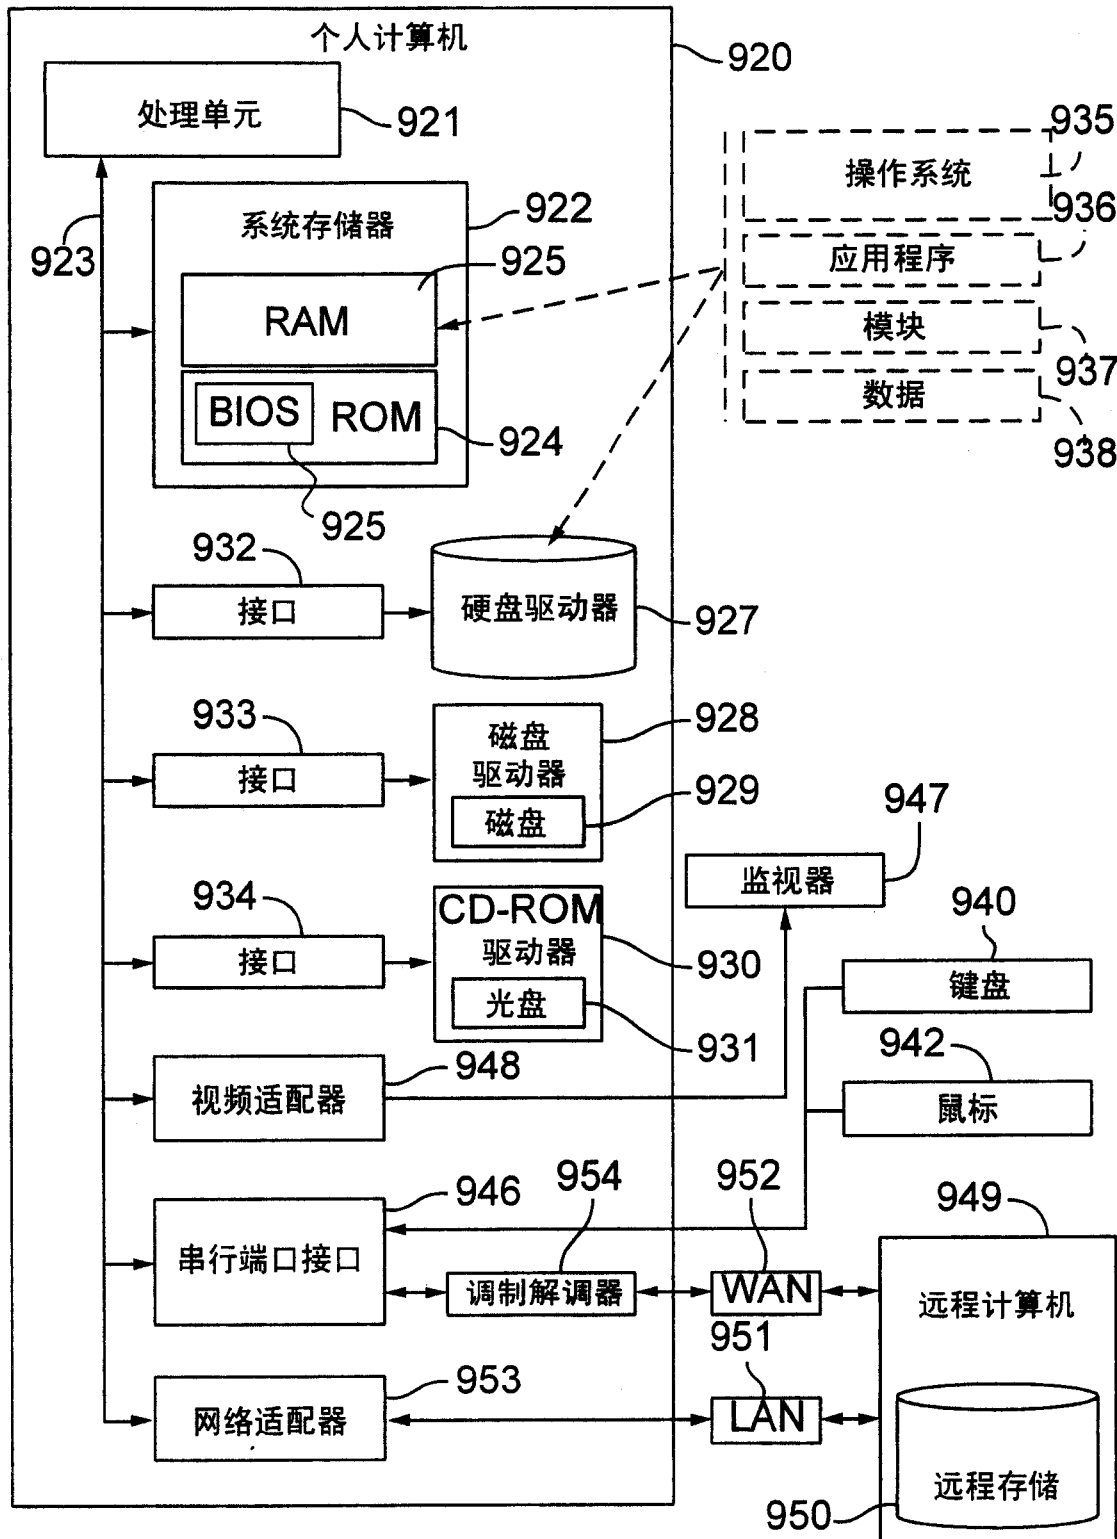 个人计算机
920
处理单元
921
935
操作系统
936
系统存储器
922
923
925
应用程序
RAM
模块
937
BIOS
ROM
924
数据
938
925
932
接口
硬盘驱动器
927
933
928
磁盘
接口
驱动器
929
磁盘
947
监视器
934
CD-ROM
940
接口
驱动器
930
键盘
光盘
931
942
948
视频适配器
鼠标
946
954
952
949
串行端口接口
调制解调器
WAN
远程计算机
951
953
网络适配器
LAN
远程存储
950